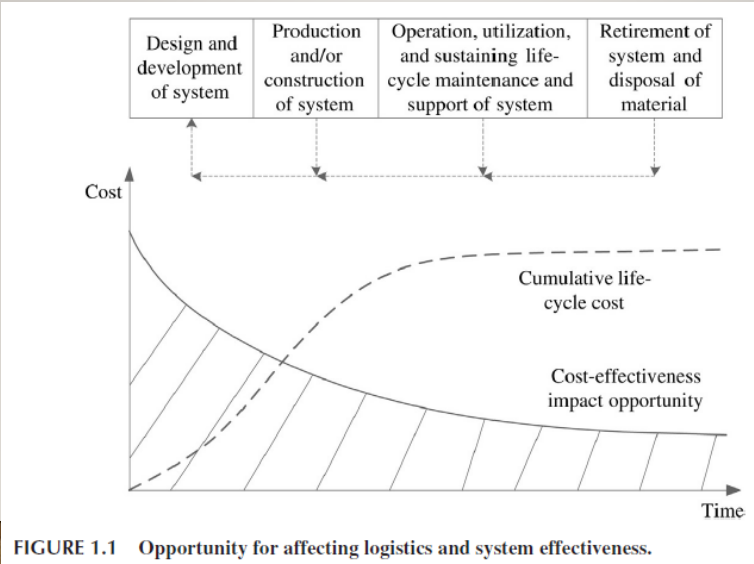 Design and
development
of system
Production
and/or
construction
of system
Operation, utilization,
and sustaining life-
cycle maintenance and
support of system
Retirement of
system and
disposal of
material
Cost
Cumulative life-
cycle cost
Cost-effectiveness
impact opportunity
Time
FIGURE 1.1 Opportunity for affecting logistics and system effectiveness.